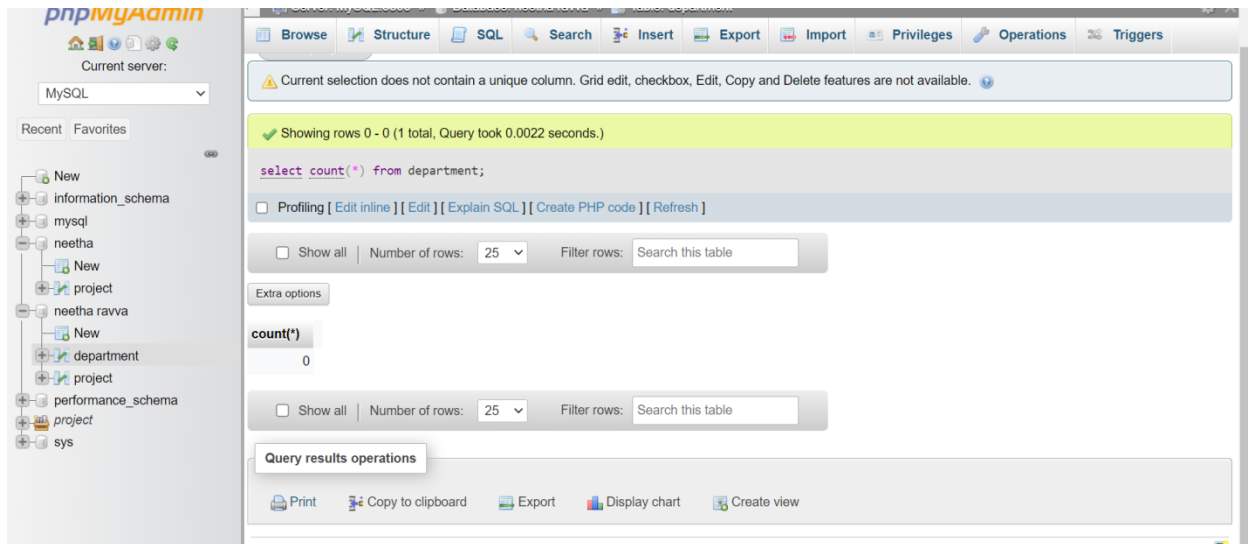 phpMyAdmin
Current server:
MySQL
Recent Favorites
New
information_schema
mysql
neetha
New
project
neetha ravva
New
department
project
performance_schema
project
sys
Browse Structure SQL Search Insert Export Import Privileges Operations Triggers
Current selection does not contain a unique column. Grid edit, checkbox, Edit, Copy and Delete features are not available.
Showing rows 0 - 0 (1 total, Query took 0.0022 seconds.)
select count(*) from department;
Profiling [ Edit inline ] [ Edit ] [ Explain SQL ] [ Create PHP code ] [ Refresh ]
Show all Number of rows: 25 Filter rows: Search this table
Extra options
count(*)
0
Show all Number of rows: 25 Filter rows: Search this table
Query results operations
Print Copy to clipboard Export Display chart Create view